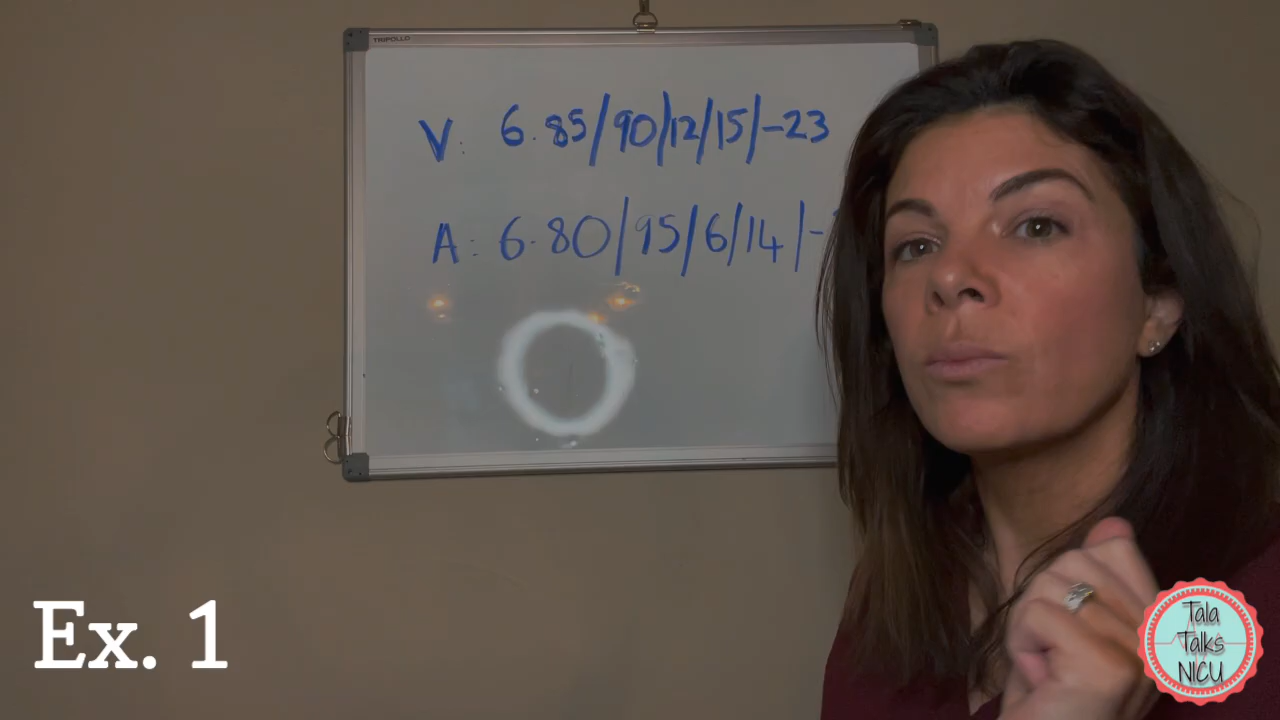 TRIPOLLO
V: 6.85/90/12/15/-23
A: 6.80/95/6/14/-
Ex. 1
Tala
Talks
NICU